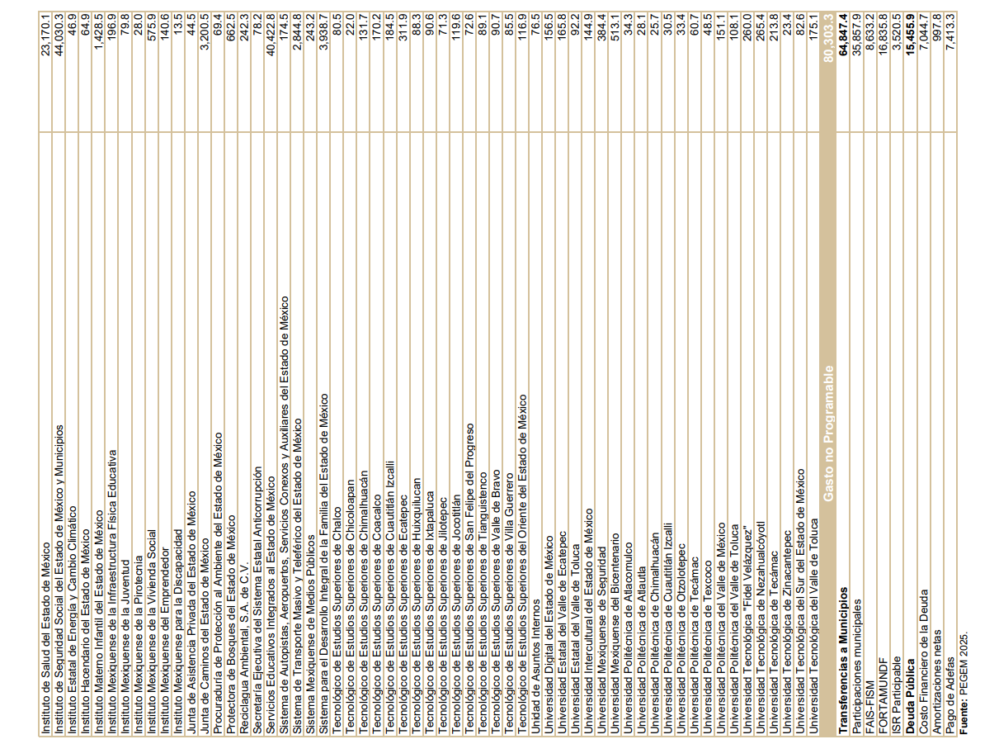 Instituto de Salud del Estado de México 23,170.1
Instituto de Seguridad Social del Estado de México y Municipios 44,030.3
Instituto Estatal de Energía y Cambio Climático 46.9
Instituto Hacendario del Estado de México 64.9
Instituto Materno Infantil del Estado de México 1,428.5
Instituto Mexiquense de la Infraestructura Física Educativa 196.9
Instituto Mexiquense de la Juventud 79.8
Instituto Mexiquense de la Pirotecnia 28.0
Instituto Mexiquense de la Vivienda Social 575.9
Instituto Mexiquense del Emprendedor 140.6
Instituto Mexiquense para la Discapacidad 13.5
Junta de Asistencia Privada del Estado de México 44.5
Junta de Caminos del Estado de México 3,200.5
Procuraduría de Protección al Ambiente del Estado de México 69.4
Protectora de Bosques del Estado de México 662.5
Reciclagua Ambiental, S.A. de C.V. 242.3
Secretaría Ejecutiva del Sistema Estatal Anticorrupción 78.2
Servicios Educativos Integrados al Estado de México 40,422.8
Sistema de Autopistas, Aeropuertos, Servicios Conexos y Auxiliares del Estado de México 174.5
Sistema de Transporte Masivo y Teleférico del Estado de México 2,844.8
Sistema Mexiquense de Medios Públicos 243.2
Sistema para el Desarrollo Integral de la Familia del Estado de México 3,938.7
Tecnológico de Estudios Superiores de Chalco 80.5
Tecnológico de Estudios Superiores de Chicoloapan 22.0
Tecnológico de Estudios Superiores de Chimalhuacán 131.7
Tecnológico de Estudios Superiores de Coacalco 170.2
Tecnológico de Estudios Superiores de Cuautitlán Izcalli 184.5
Tecnológico de Estudios Superiores de Ecatepec 311.9
Tecnológico de Estudios Superiores de Huixquilucan 88.3
Tecnológico de Estudios Superiores de Ixtapaluca 90.6
Tecnológico de Estudios Superiores de Jilotepec 71.3
Tecnológico de Estudios Superiores de Jocotitlán 119.6
Tecnológico de Estudios Superiores de San Felipe del Progreso 72.6
Tecnológico de Estudios Superiores de Tianguistenco 89.1
Tecnológico de Estudios Superiores de Valle de Bravo 90.7
Tecnológico de Estudios Superiores de Villa Guerrero 85.5
Tecnológico de Estudios Superiores del Oriente del Estado de México 116.9
Unidad de Asuntos Internos 76.5
Universidad Digital del Estado de México 156.5
Universidad Estatal del Valle de Ecatepec 165.8
Universidad Estatal del Valle de Toluca 92.2
Universidad Intercultural del Estado de México 144.9
Universidad Mexiquense de Seguridad 384.4
Universidad Mexiquense del Bicentenario 513.1
Universidad Politécnica de Atlacomulco 34.3
Universidad Politécnica de Atlautla 28.1
Universidad Politécnica de Chimalhuacán 25.7
Universidad Politécnica de Cuautitlán Izcalli 30.5
Universidad Politécnica de Otzolotepec 33.4
Universidad Politécnica de Tecámac 60.7
Universidad Politécnica de Texcoco 48.5
Universidad Politécnica del Valle de México 151.1
Universidad Politécnica del Valle de Toluca 108.1
Universidad Tecnológica "Fidel Velázquez" 260.0
Universidad Tecnológica de Nezahualcóyotl 265.4
Universidad Tecnológica de Tecámac 213.8
Universidad Tecnológica de Zinacantepec 23.4
Universidad Tecnológica del Sur del Estado de México 82.6
Universidad Tecnológica del Valle de Toluca 175.1
Gasto no Programable 80,303.3
Transferencias a Municipios 64,847.4
Participaciones municipales 35,857.9
FAIS-FISM 8,633.2
FORTAMUNDF 16,835.8
ISR Participable 3,520.5
Deuda Pública 15,455.9
Costo Financiero de la Deuda 7,044.7
Amortizaciones netas 997.8
Pago de Adefas 7,413.3
Fuente: PEGEM 2025.